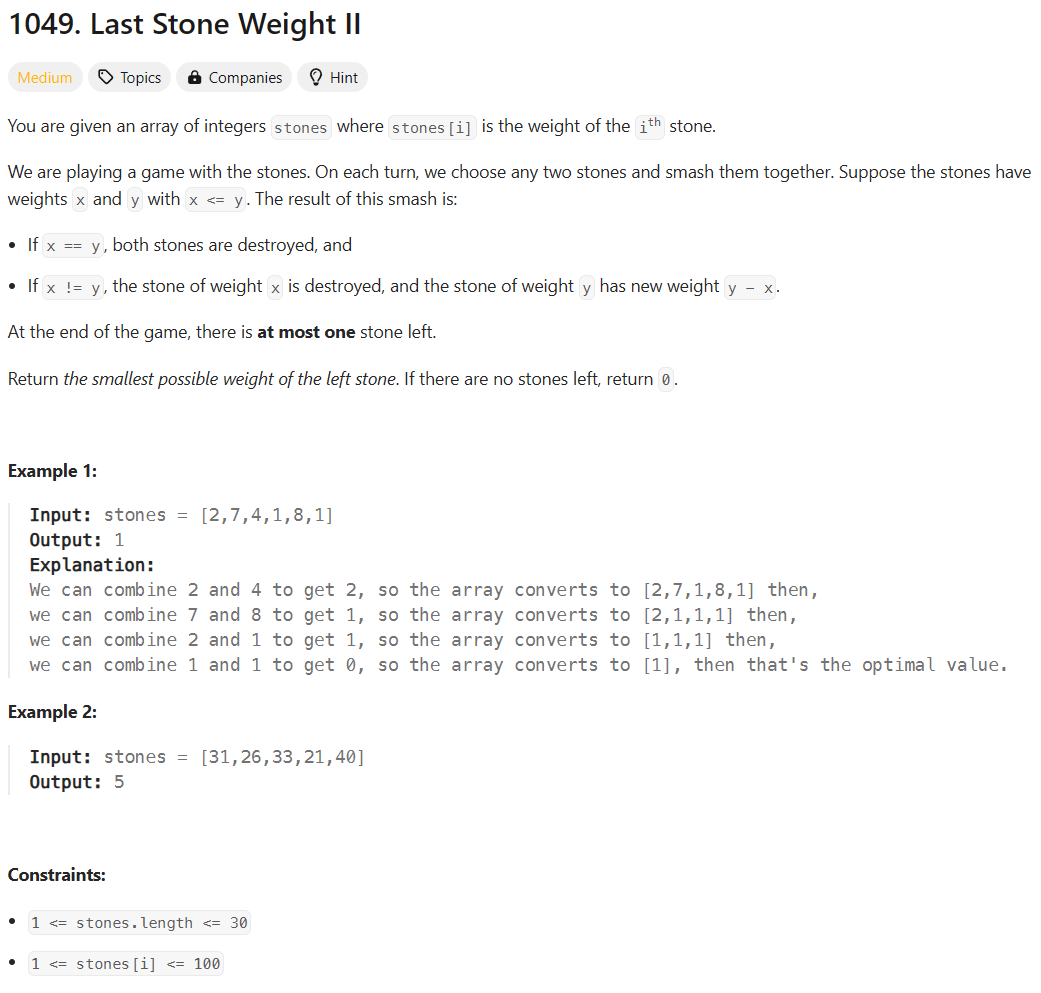 1049. Last Stone Weight II
Medium Topics Companies Hint
You are given an array of integers stones where stones[i] is the weight of the ith stone.
We are playing a game with the stones. On each turn, we choose any two stones and smash them together. Suppose the stones have
weights x and y with x <= y. The result of this smash is:
• If x == y, both stones are destroyed, and
• If x != y, the stone of weight x is destroyed, and the stone of weight y has new weight y - x.
At the end of the game, there is at most one stone left.
Return the smallest possible weight of the left stone. If there are no stones left, return 0.
Example 1:
Input: stones = [2,7,4,1,8,1]
Output: 1
Explanation:
We can combine 2 and 4 to get 2, so the array converts to [2,7,1,8,1] then,
we can combine 7 and 8 to get 1, so the array converts to [2,1,1,1] then,
we can combine 2 and 1 to get 1, so the array converts to [1,1,1] then,
we can combine 1 and 1 to get 0, so the array converts to [1], then that's the optimal value.
Example 2:
Input: stones = [31,26,33,21,40]
Output: 5
Constraints:
• 1 <= stones.length <= 30
• 1 <= stones[i] <= 100